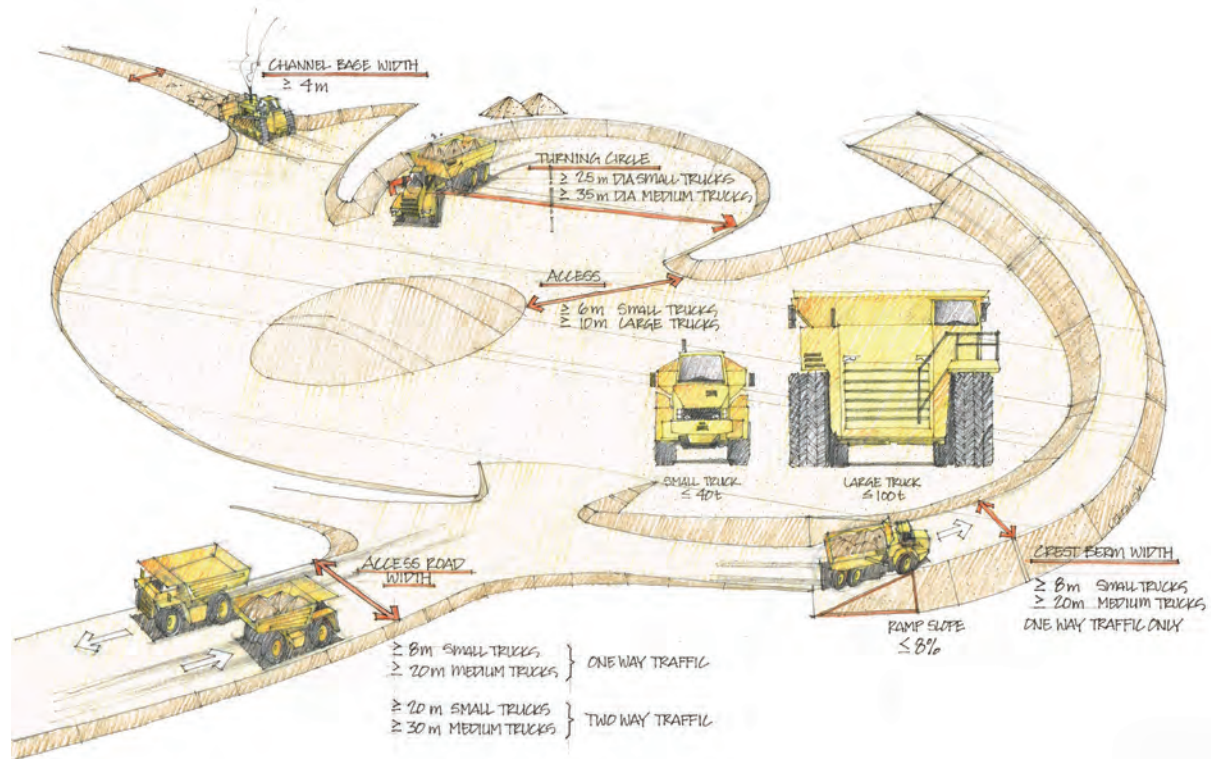 CHANNEL BASE WIDTH
≥ 4m
TURNING CIRCLE
≥ 25m DIA SMALL TRUCKS
≥ 35m DIA MEDIUM TRUCKS
ACCESS
≥ 6m SMALL TRUCKS
≥ 10m LARGE TRUCKS
SMALL TRUCK
≤ 40t
LARGE TRUCK
≤ 100t
CREST BERM WIDTH
≥ 8m SMALL TRUCKS
≥ 20m MEDIUM TRUCKS
ONE WAY TRAFFIC ONLY
RAMP SLOPE
≤ 8%
ACCESS ROAD
WIDTH
≥ 8m SMALL TRUCKS
≥ 20m MEDIUM TRUCKS
ONE WAY TRAFFIC
≥ 20m SMALL TRUCKS
≥ 30m MEDIUM TRUCKS
TWO WAY TRAFFIC